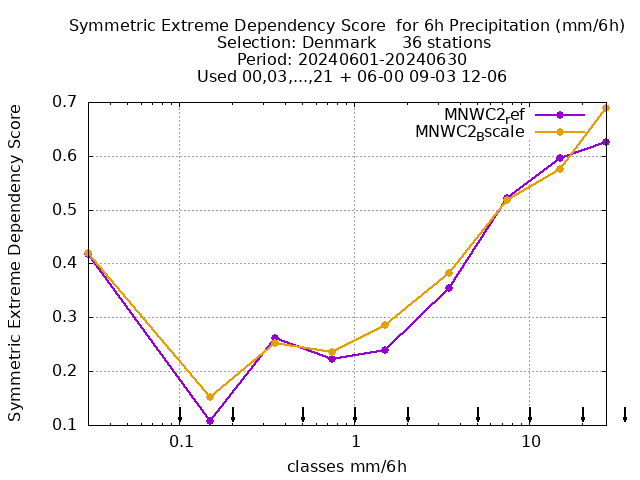 Symmetric Extreme Dependency Score  for 6h Precipitation (mm/6h)
Selection: Denmark     36 stations
Period: 20240601-20240630
Used 00,03,...,21 + 06-00 09-03 12-06
Symmetric Extreme Dependency Score
0.7
0.6
0.5
0.4
0.3
0.2
0.1
MNWC2ref
MNWC2Bscale
0.1
1
10
classes mm/6h